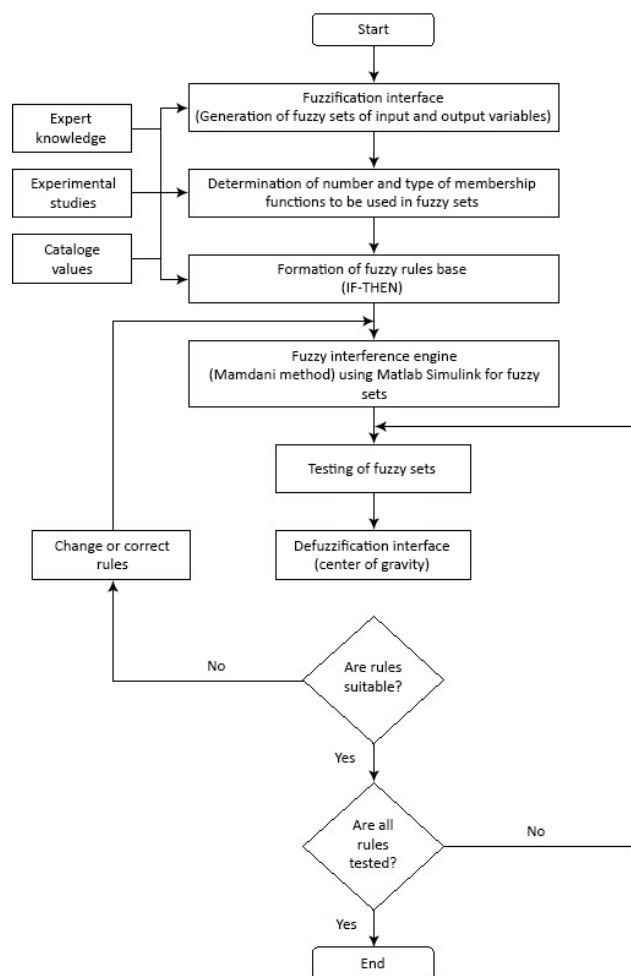 Start
Fuzzification interface
(Generation of fuzzy sets of input and output variables)
Expert
knowledge
Experimental
studies
Determination of number and type of membership
functions to be used in fuzzy sets
Cataloge
values
Formation of fuzzy rules base
(IF-THEN)
Fuzzy interference engine
(Mamdani method) using Matlab Simulink for fuzzy
sets
Testing of fuzzy sets
Change or correct
rules
Defuzzification interface
(center of gravity)
No
Are rules
suitable?
Yes
Are all
rules
tested?
No
Yes
End